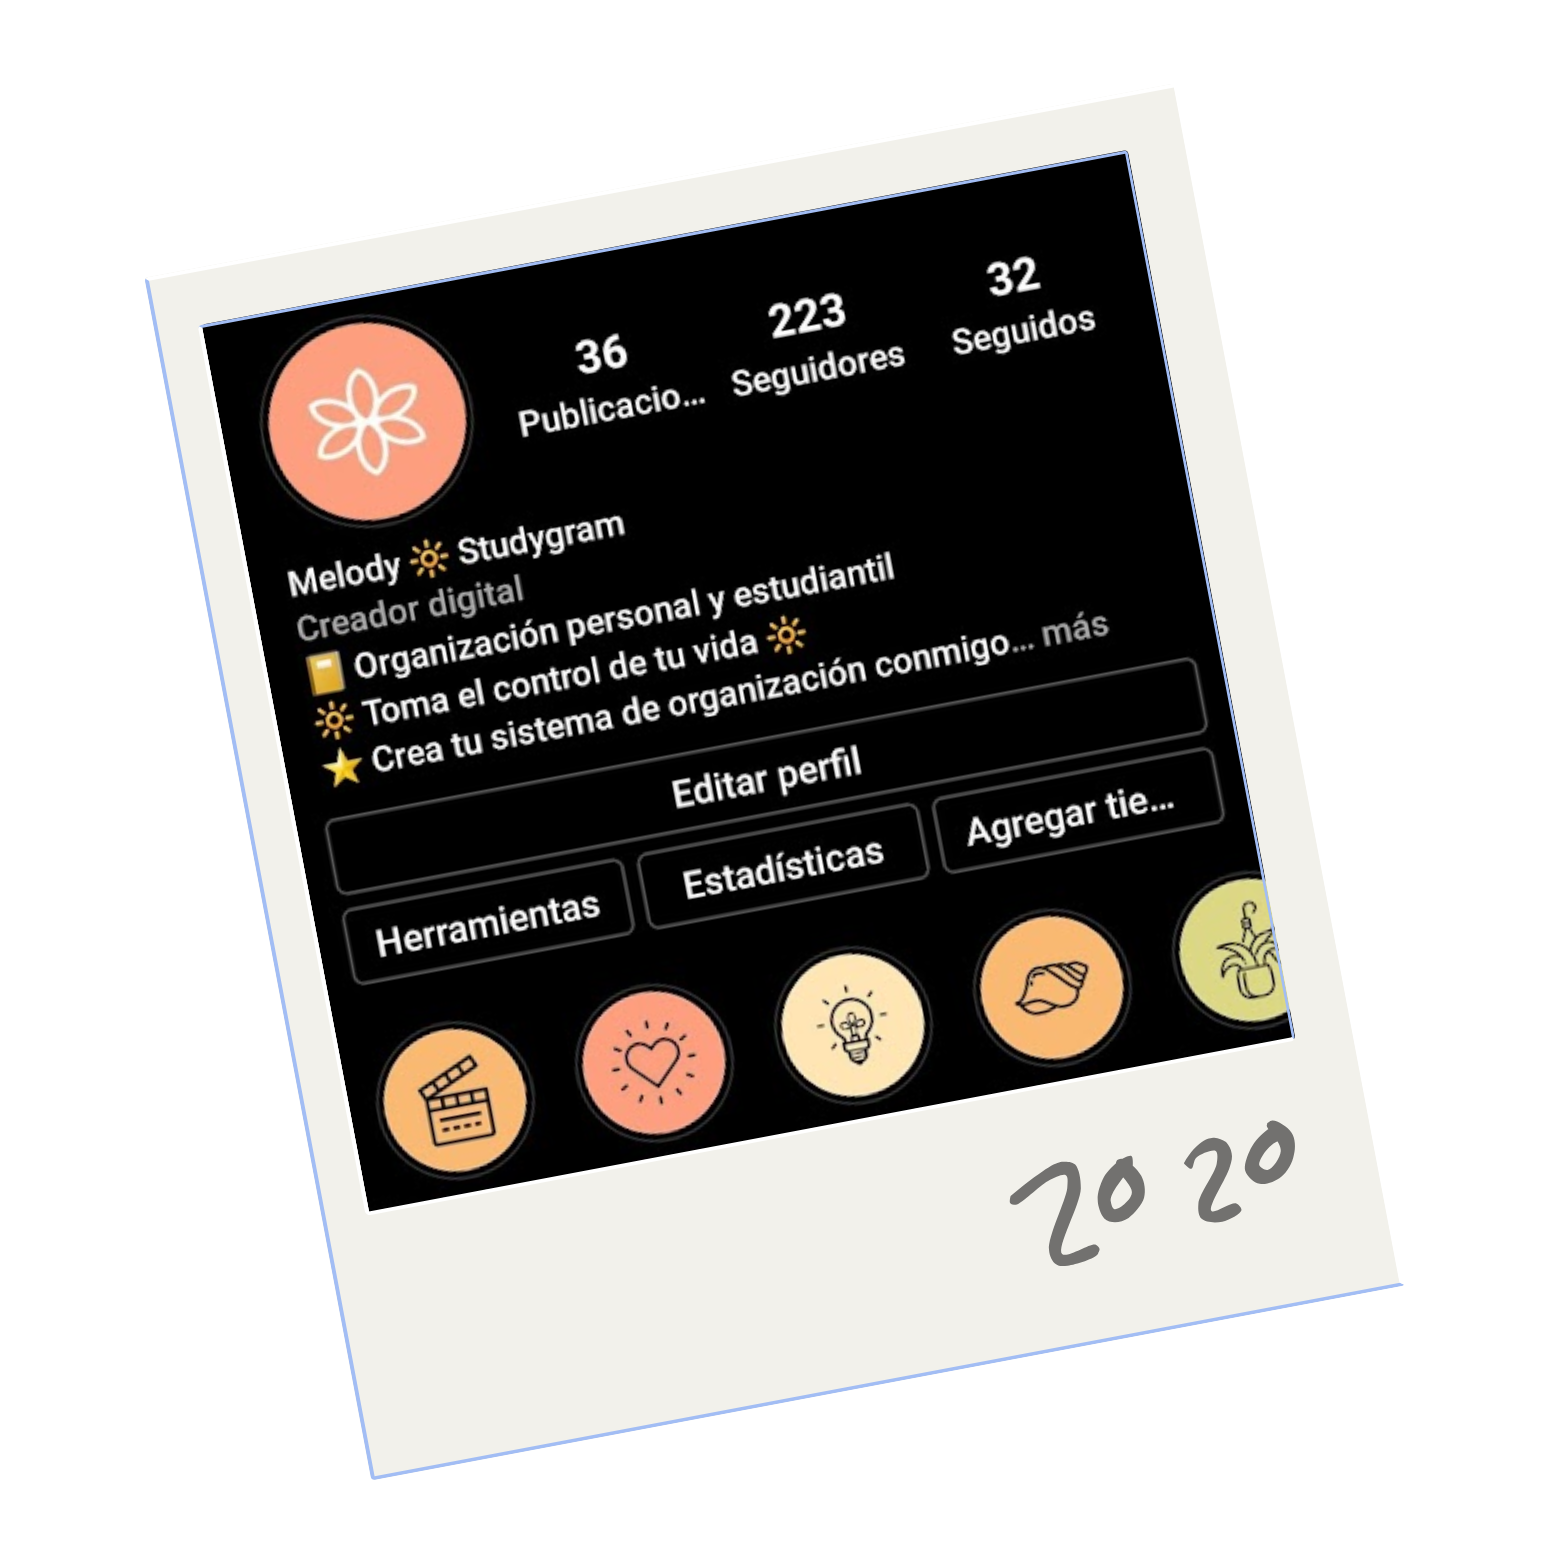 36 223 32
Publicacio... Seguidores Seguidos
Melody 🔆 Studygram
Creador digital
📒 Organización personal y estudiantil
🔆 Toma el control de tu vida 🔆
⭐ Crea tu sistema de organización conmigo... más
Editar perfil
Herramientas Estadísticas Agregar tie...
2020